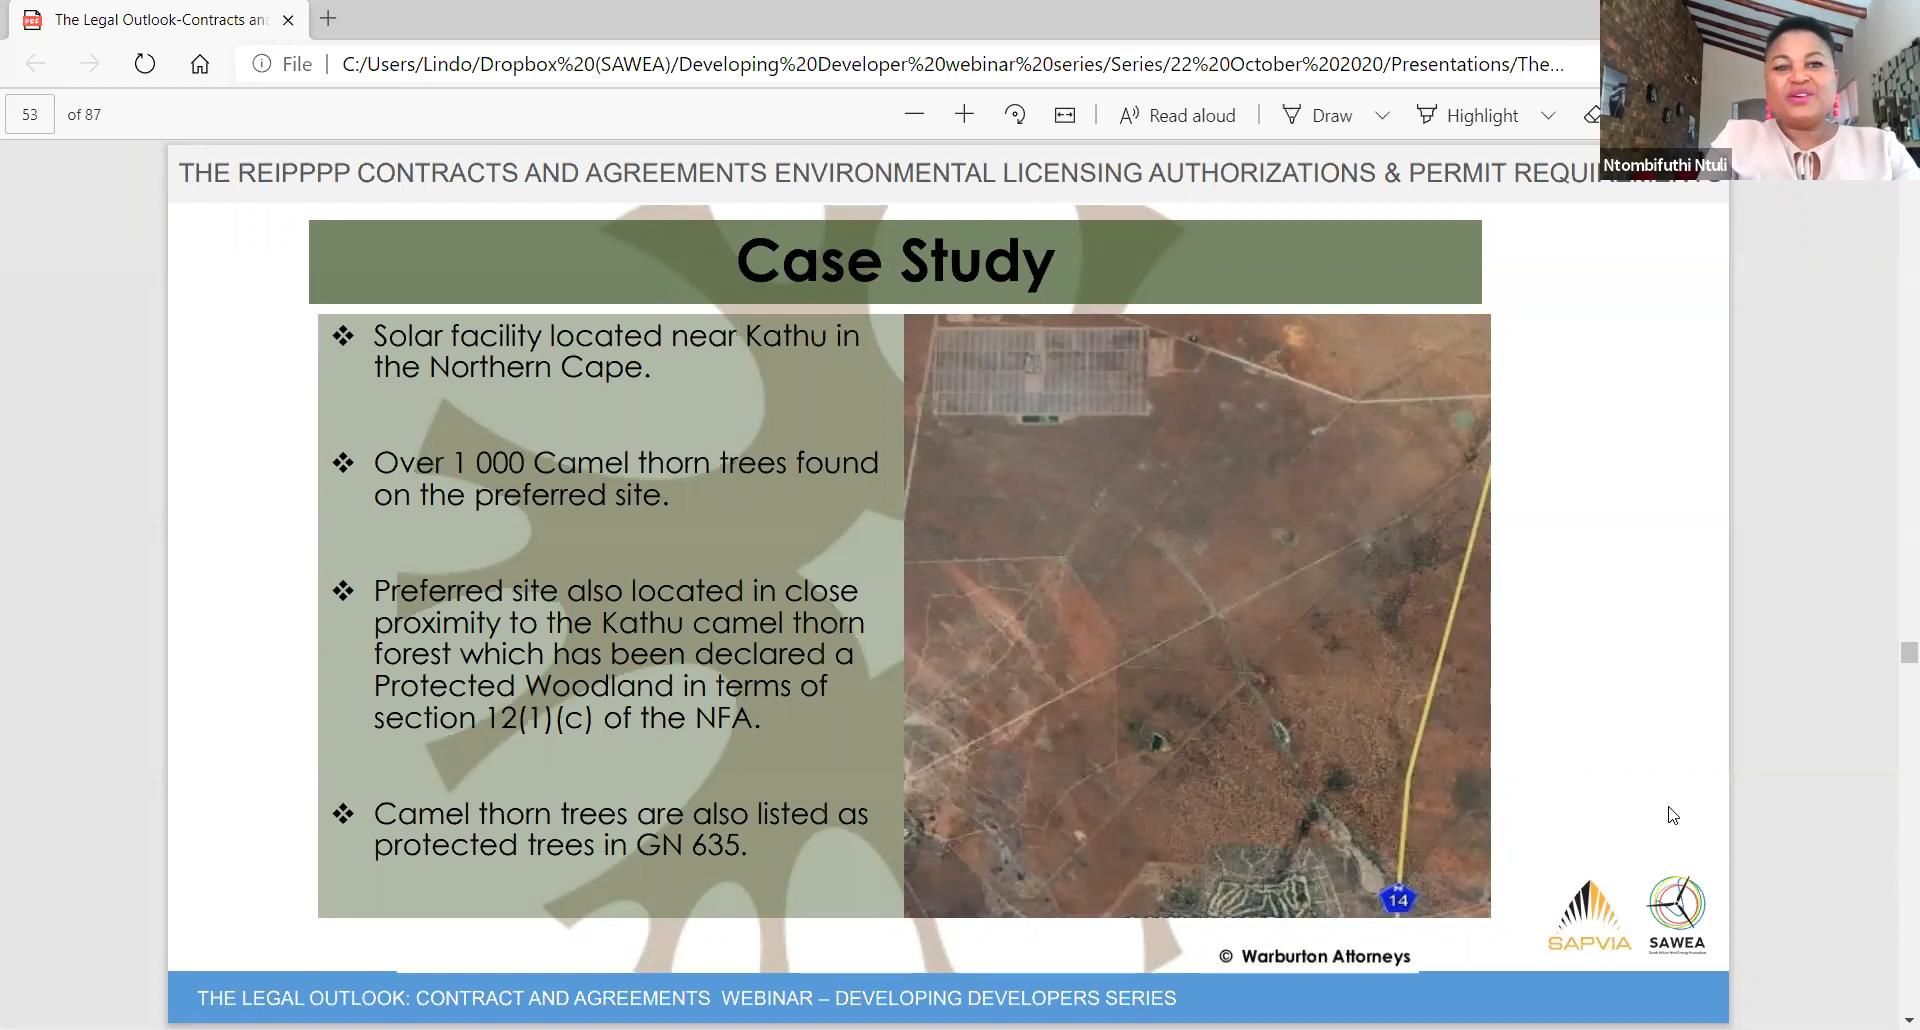 The Legal Outlook-Contracts and
File
C:/Users/Lindo/Dropbox%20(SAWEA)/Developing%20Developer%20webinar%20series/Series/22%20October%202020/Presentations/The...
53 of 87
Read aloud
Draw
Highlight
Ntombifuthi Ntuli
THE REIPPPP CONTRACTS AND AGREEMENTS ENVIRONMENTAL LICENSING AUTHORIZATIONS & PERMIT
Case Study
❖ Solar facility located near Kathu in
the Northern Cape.
❖ Over 1 000 Camel thorn trees found
on the preferred site.
❖ Preferred site also located in close
proximity to the Kathu camel thorn
forest which has been declared a
Protected Woodland in terms of
section 12(1)(c) of the NFA.
❖ Camel thorn trees are also listed as
protected trees in GN 635.
N
14
SAPVIA
SAWEA
© Warburton Attorneys
THE LEGAL OUTLOOK: CONTRACT AND AGREEMENTS WEBINAR – DEVELOPING DEVELOPERS SERIES